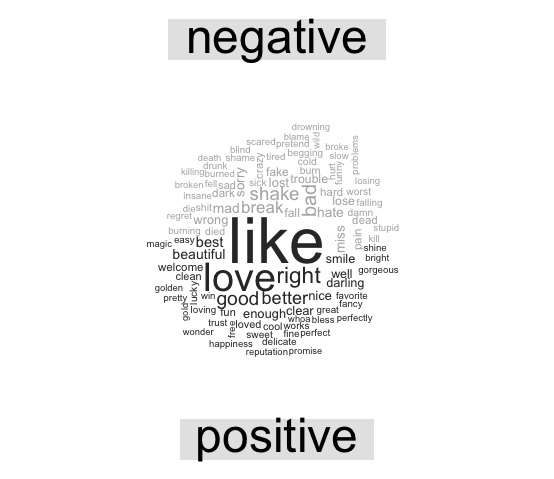 negative
drowning
scared blame wild
pretend problems
blind begging broke
death shame crazy tired cold slow
drunk burn hurt funny
killing burned sorry fake trouble
broken fell sad sick lost losing
insane dark shake bad hard worst
die shit mad break lose falling
regret wrong fall hate damn
dead
burning died miss pain stupid
kill
like
magic easy best shine
beautiful smile bright
welcome love right well gorgeous
clean darling
golden lucky
pretty win good better nice favorite
gold loving fun enough clear great fancy
whoa bless perfectly
trust free loved cool works
wonder sweet fine perfect
happiness delicate
reputation promise
positive